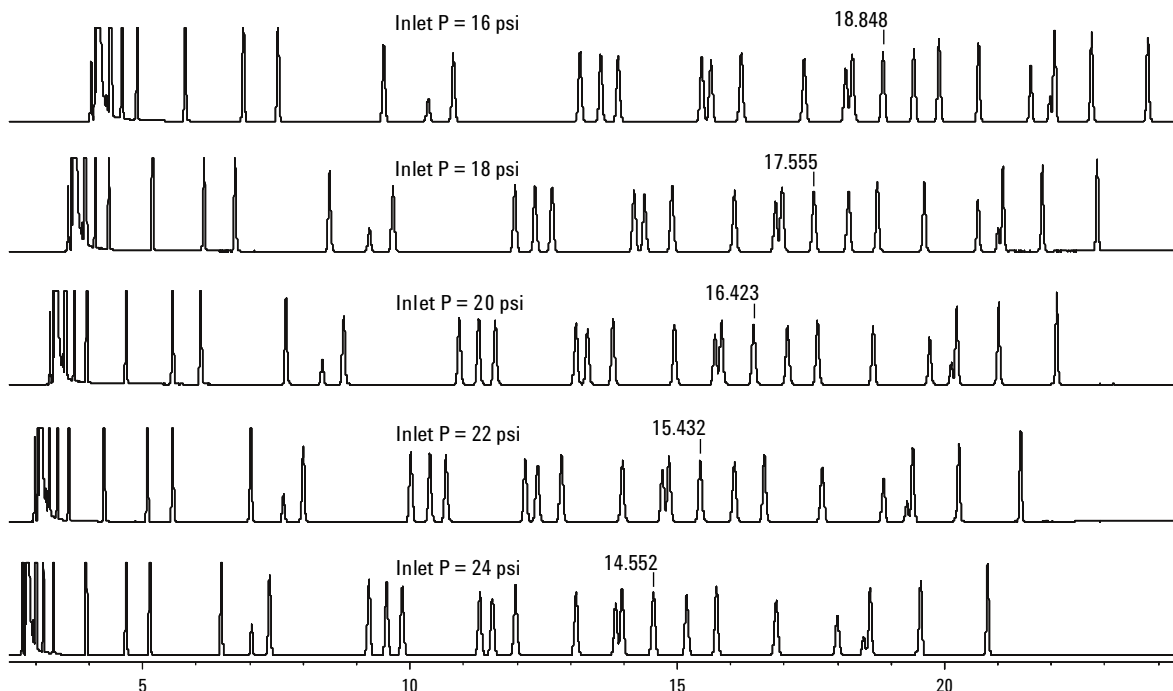 Inlet P = 16 psi
18.848
Inlet P = 18 psi
17.555
Inlet P = 20 psi
16.423
Inlet P = 22 psi
15.432
Inlet P = 24 psi
14.552
5 10 15 20